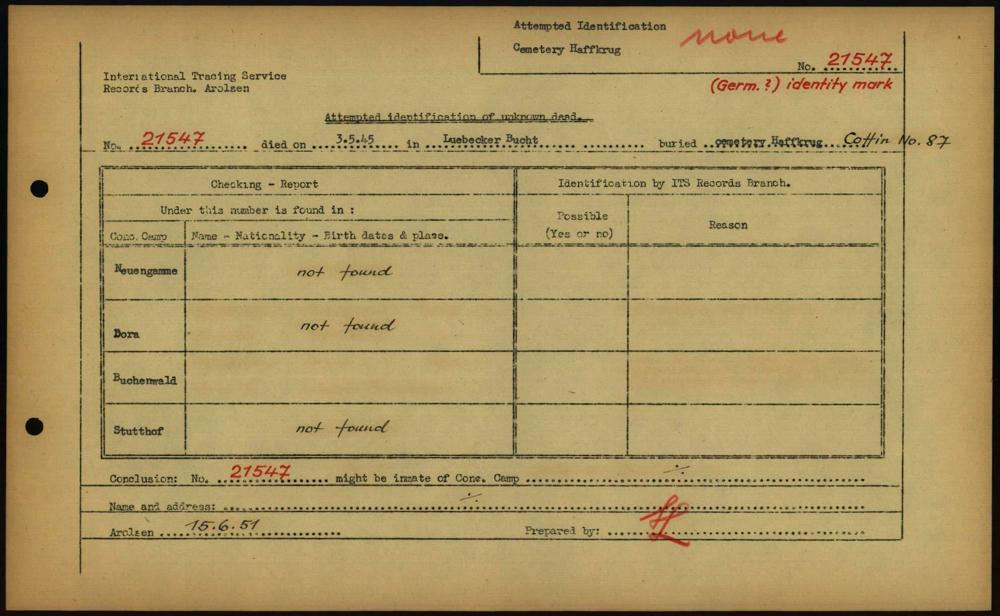 Attempted Identification
Cemetery Haffkrug
none
No. 21547
(Germ.?) identity mark
International Tracing Service
Records Branch. Arolsen
Attempted identification of unknown dead.
No. 21547 died on 3.5.45 in Luebecker Bucht buried cemetery Haffkrug Coffin No. 87
Checking - Report
Identification by ITS Records Branch.
Under this number is found in :
Possible
(Yes or no)
Reason
Conc. Camp
Name - Nationality - Birth dates & place.
Neuengamme not found
Dora not found
Buchenwald
Stutthof not found
Conclusion: No. 21547 might be inmate of Conc. Camp ÷
Name and address: ÷
Arolsen 15.6.51 Prepared by: